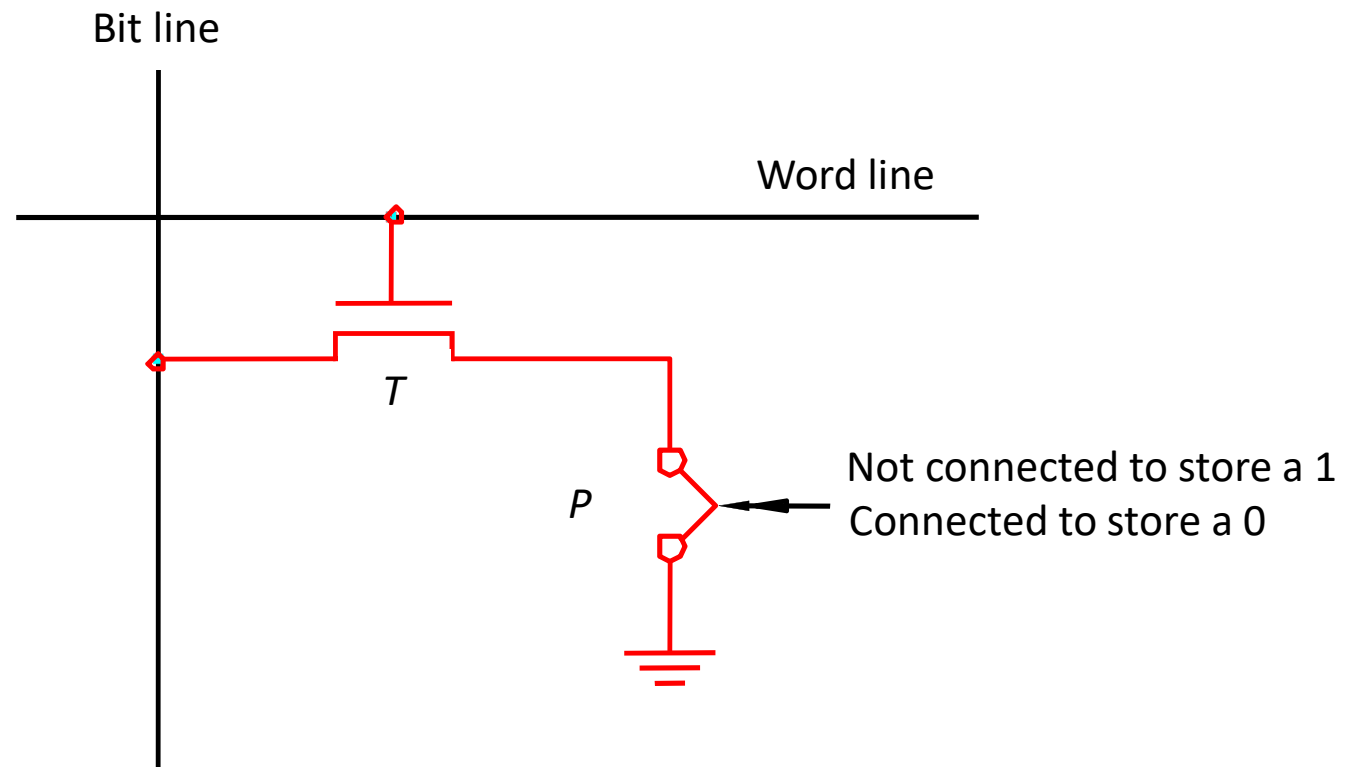 Bit line
Word line
T
P
Not connected to store a 1
Connected to store a 0